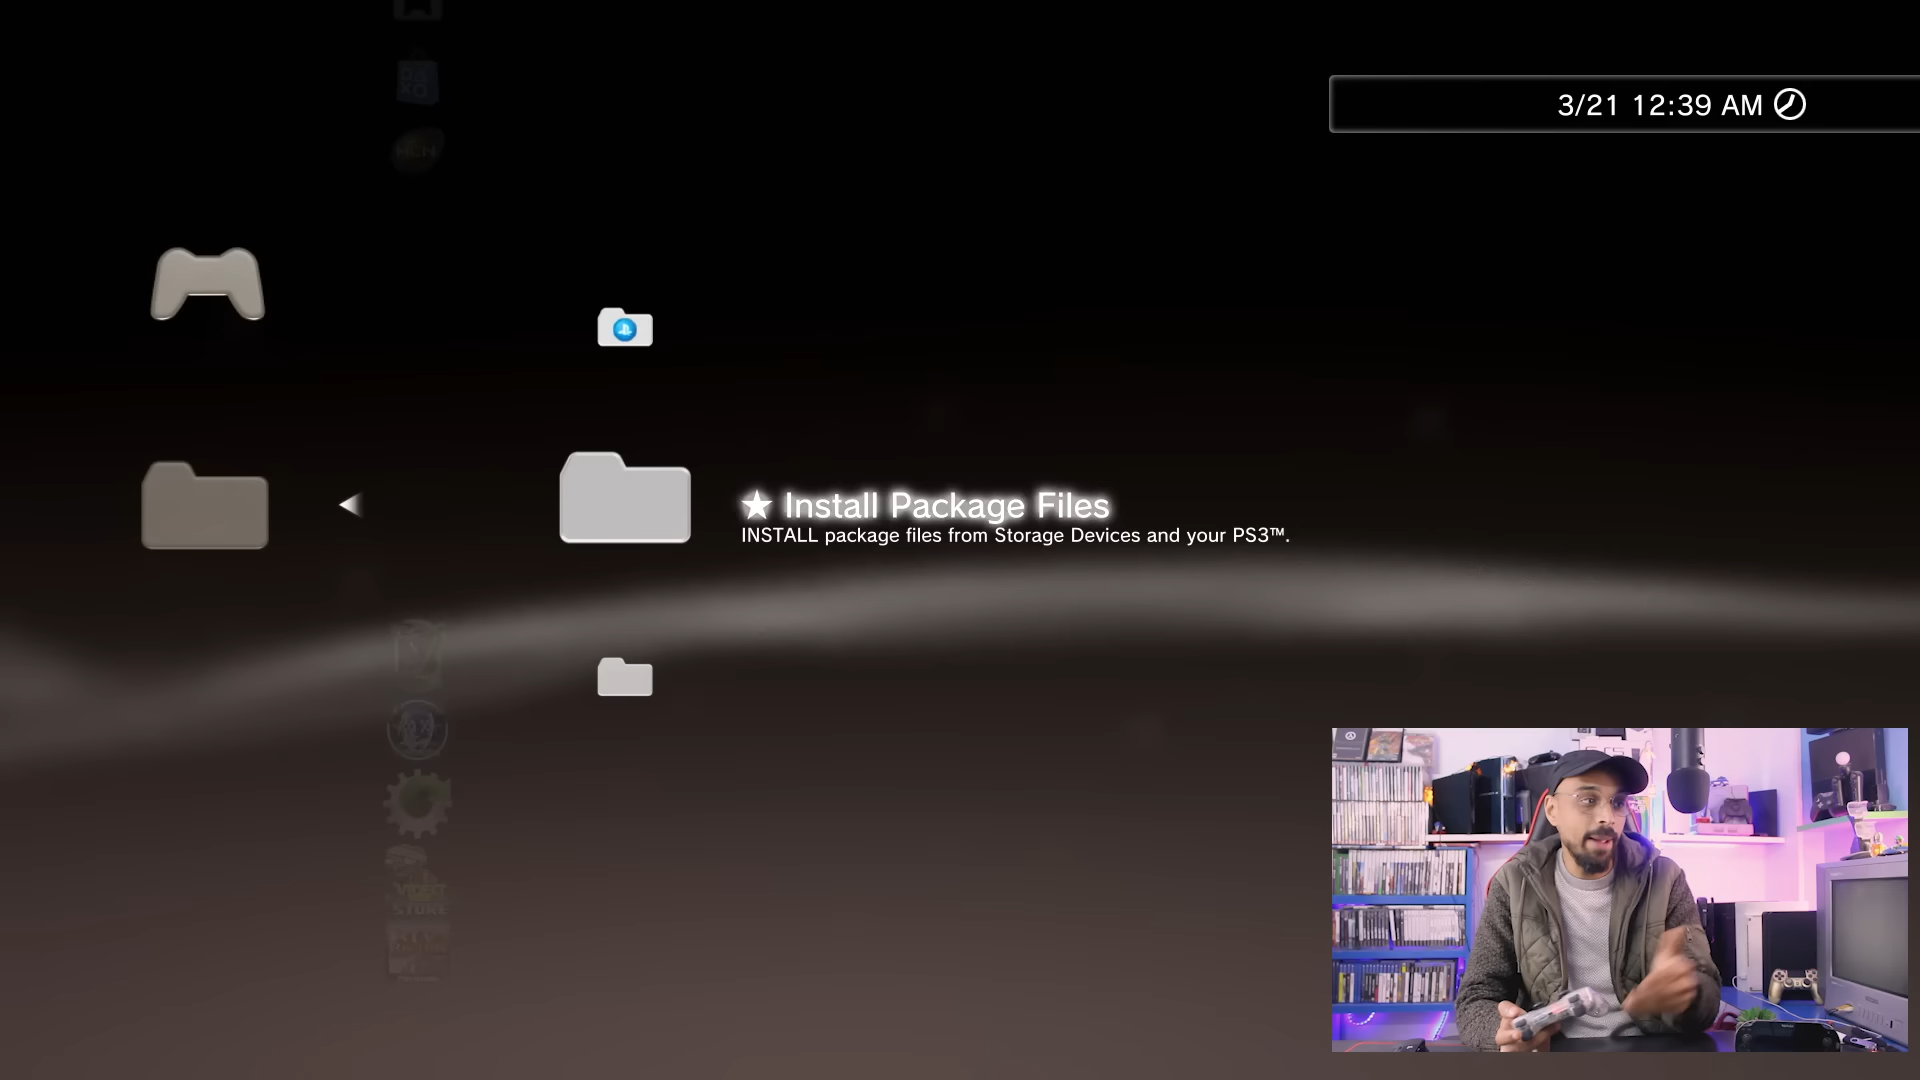 3/21 12:39 AM
★ Install Package Files
INSTALL package files from Storage Devices and your PS3™.